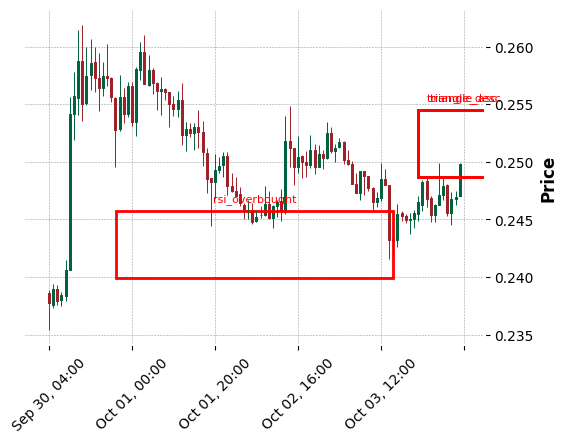 0.260
0.255
0.250
0.245
0.240
0.235
Price
rsi_overbought
Sep 30, 04:00
Oct 01, 00:00
Oct 01, 20:00
Oct 02, 16:00
Oct 03, 12:00